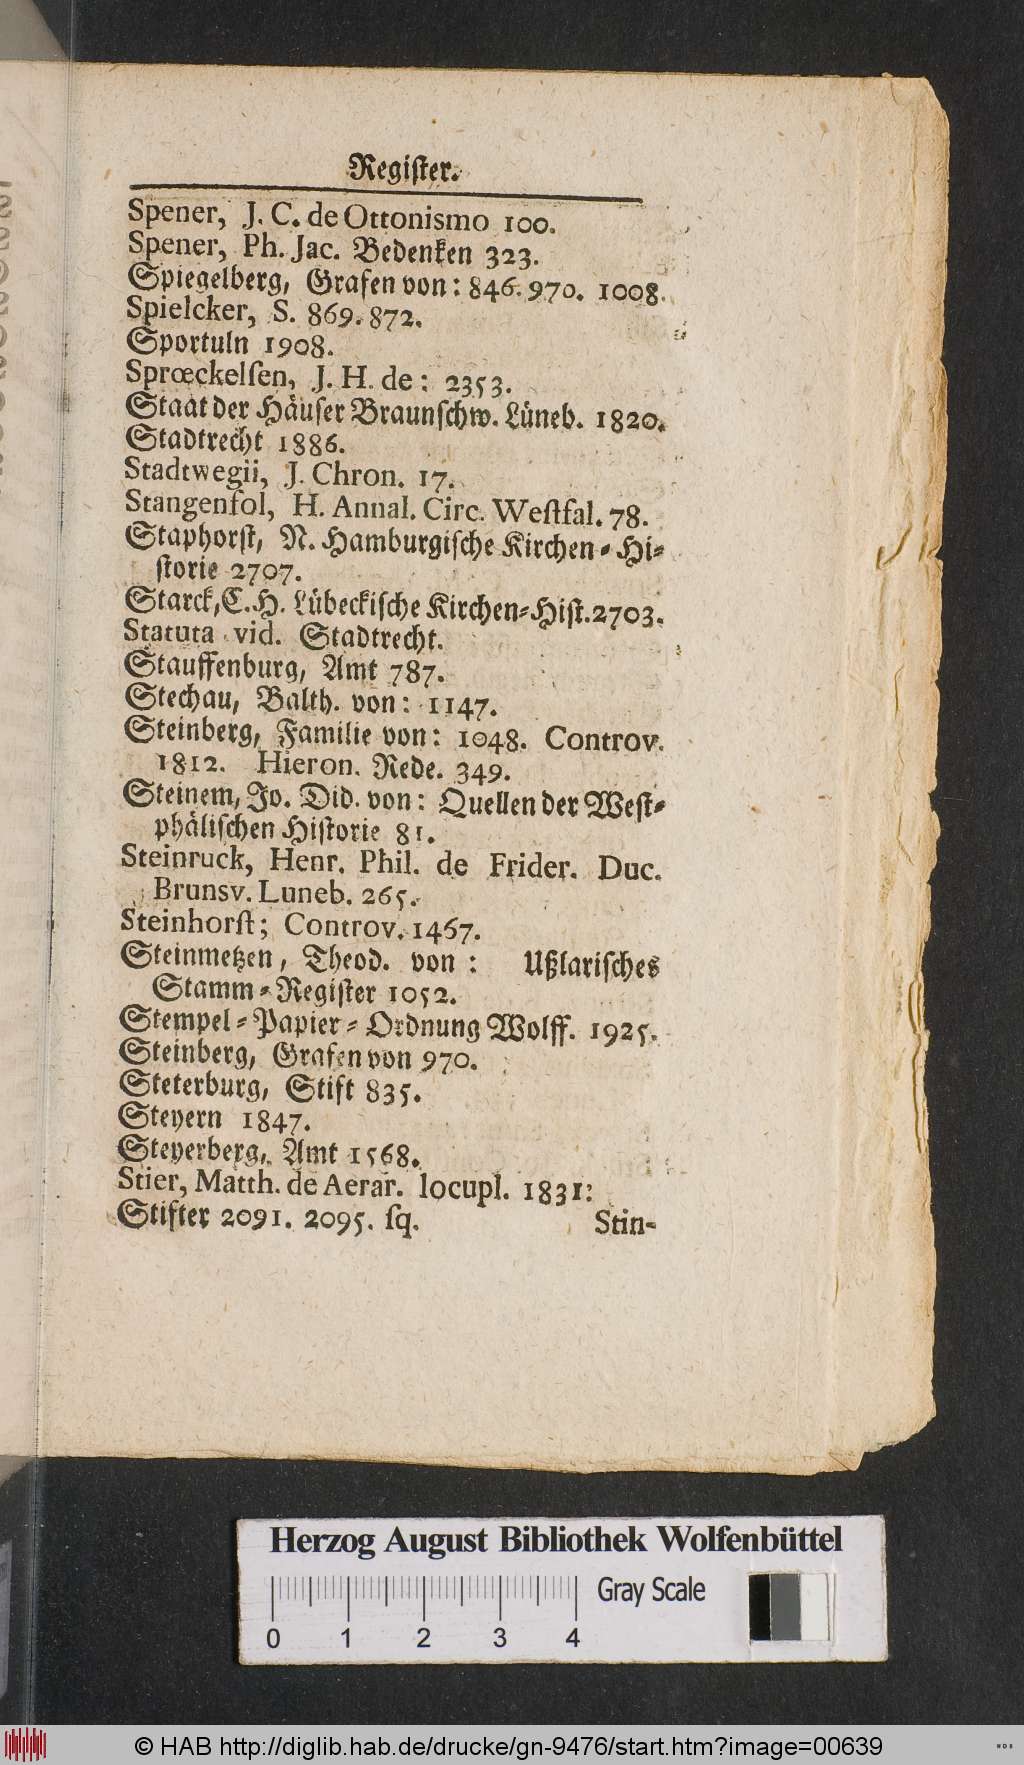 Regiſter.
Spener, J. C. de Ottonismo 100.
Spener, Ph. Jac. Bedenken 323.
Spiegelberg, Grafen von: 846. 970. 1008.
Spielcker, S. 869. 872.
Sportuln 1908.
Sprœckelſen, J. H. de: 2353.
Staat der Häuſer Braunſchw. Lüneb. 1820.
Stadtrecht 1886.
Stadtwegii, J. Chron. 17.
Stangenfol, H. Annal. Circ. Weſtfal. 78.
Staphorſt, N. Hamburgiſche Kirchen-Hi-
ſtorie 2707.
Starck, C. H. Lübeckiſche Kirchen-Hiſt. 2703.
Statuta vid. Stadtrecht.
Stauffenburg, Amt 787.
Stechau, Balth. von: 1147.
Steinberg, Familie von: 1048. Controv.
1812. Hieron. Rede. 349.
Steinem, Jo. Did. von: Quellen der Weſt-
phäliſchen Hiſtorie 81.
Steinruck, Henr. Phil. de Frider. Duc.
Brunsv. Luneb. 265.
Steinhorſt; Controv. 1467.
Steinmetzen, Theod. von: Ußlariſches
Stamm-Regiſter 1052.
Stempel-Papier-Ordnung Wolff. 1925.
Steinberg, Grafen von 970.
Steterburg, Stift 835.
Steyern 1847.
Steyerberg, Amt 1568.
Stier, Matth. de Aerar. locupl. 1831:
Stifter 2091. 2095. ſq.
Stin-
Herzog August Bibliothek Wolfenbüttel
Gray Scale
0 1 2 3 4
© HAB http://diglib.hab.de/drucke/gn-9476/start.htm?image=00639